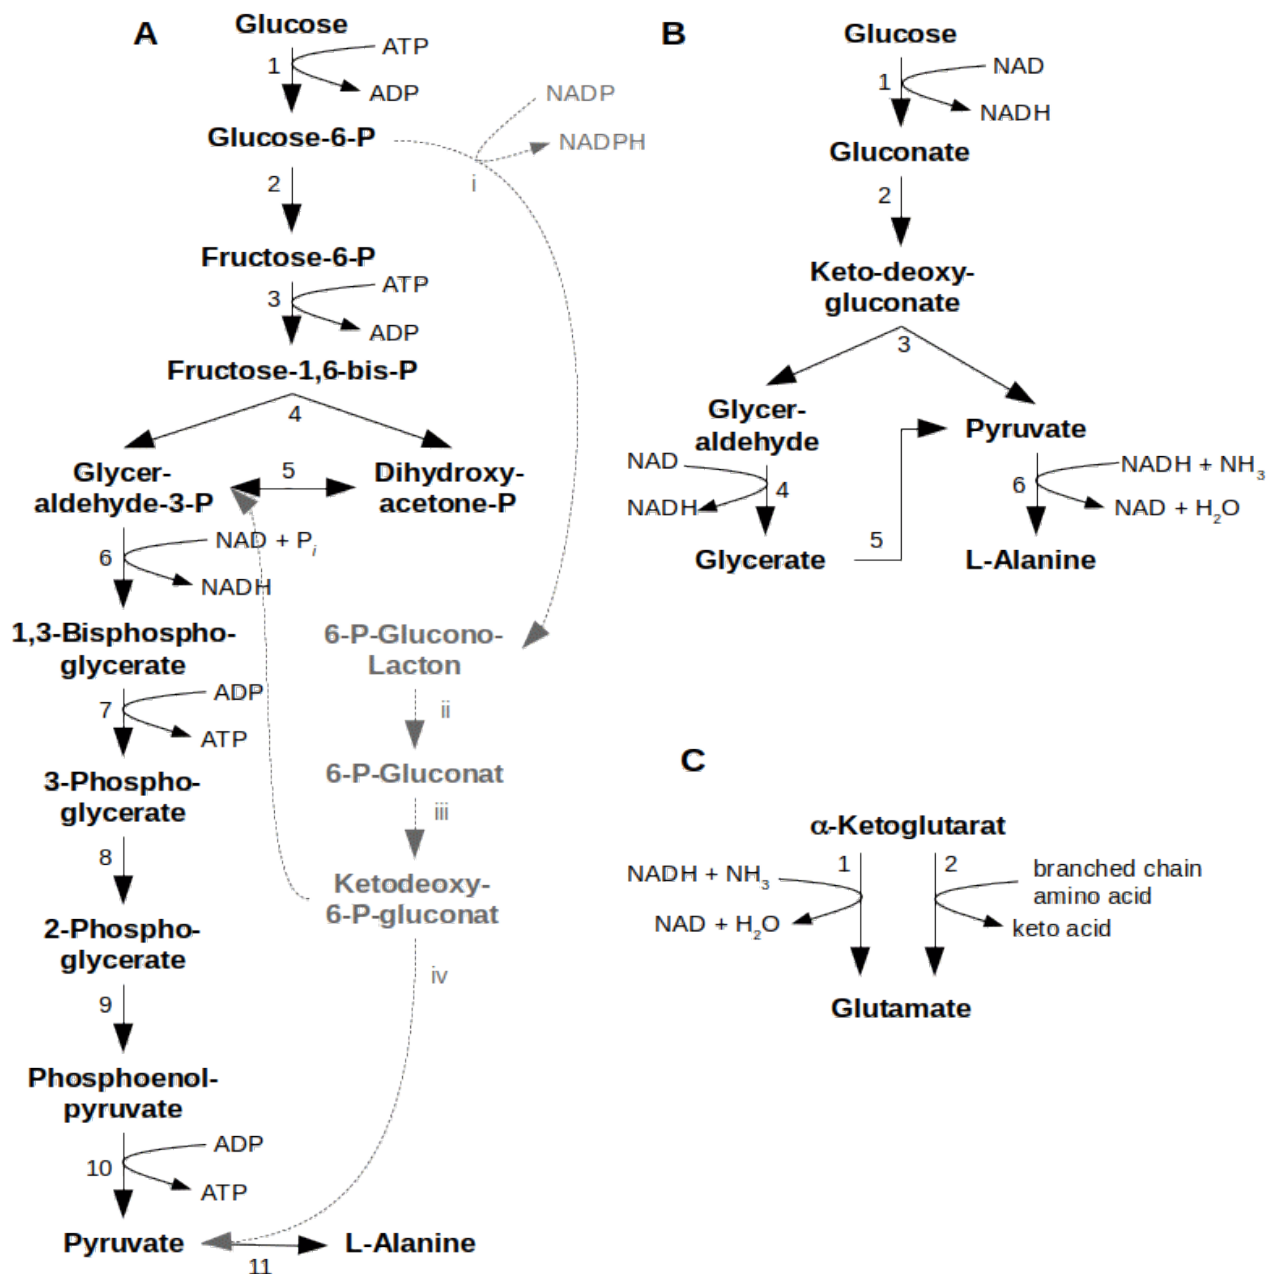 A
Glucose
ATP
1
ADP
NADP
Glucose-6-P
NADPH
2
i
Fructose-6-P
ATP
3
ADP
Fructose-1,6-bis-P
4
Glycer-
aldehyde-3-P
5
Dihydroxy-
acetone-P
NAD + Pi
6
NADH
1,3-Bisphospho-
glycerate
6-P-Glucono-
Lacton
ADP
7
ATP
ii
3-Phospho-
glycerate
6-P-Gluconat
iii
8
Ketodeoxy-
6-P-gluconat
2-Phospho-
glycerate
iv
9
Phosphoenol-
pyruvate
ADP
10
ATP
Pyruvate
L-Alanine
11
B
Glucose
NAD
1
NADH
Gluconate
2
Keto-deoxy-
gluconate
3
Glycer-
aldehyde
Pyruvate
NAD
NADH
4
NADH + NH3
6
NAD + H2O
5
Glycerate
L-Alanine
C
α-Ketoglutarat
1
2
NADH + NH3
NAD + H2O
branched chain
amino acid
keto acid
Glutamate